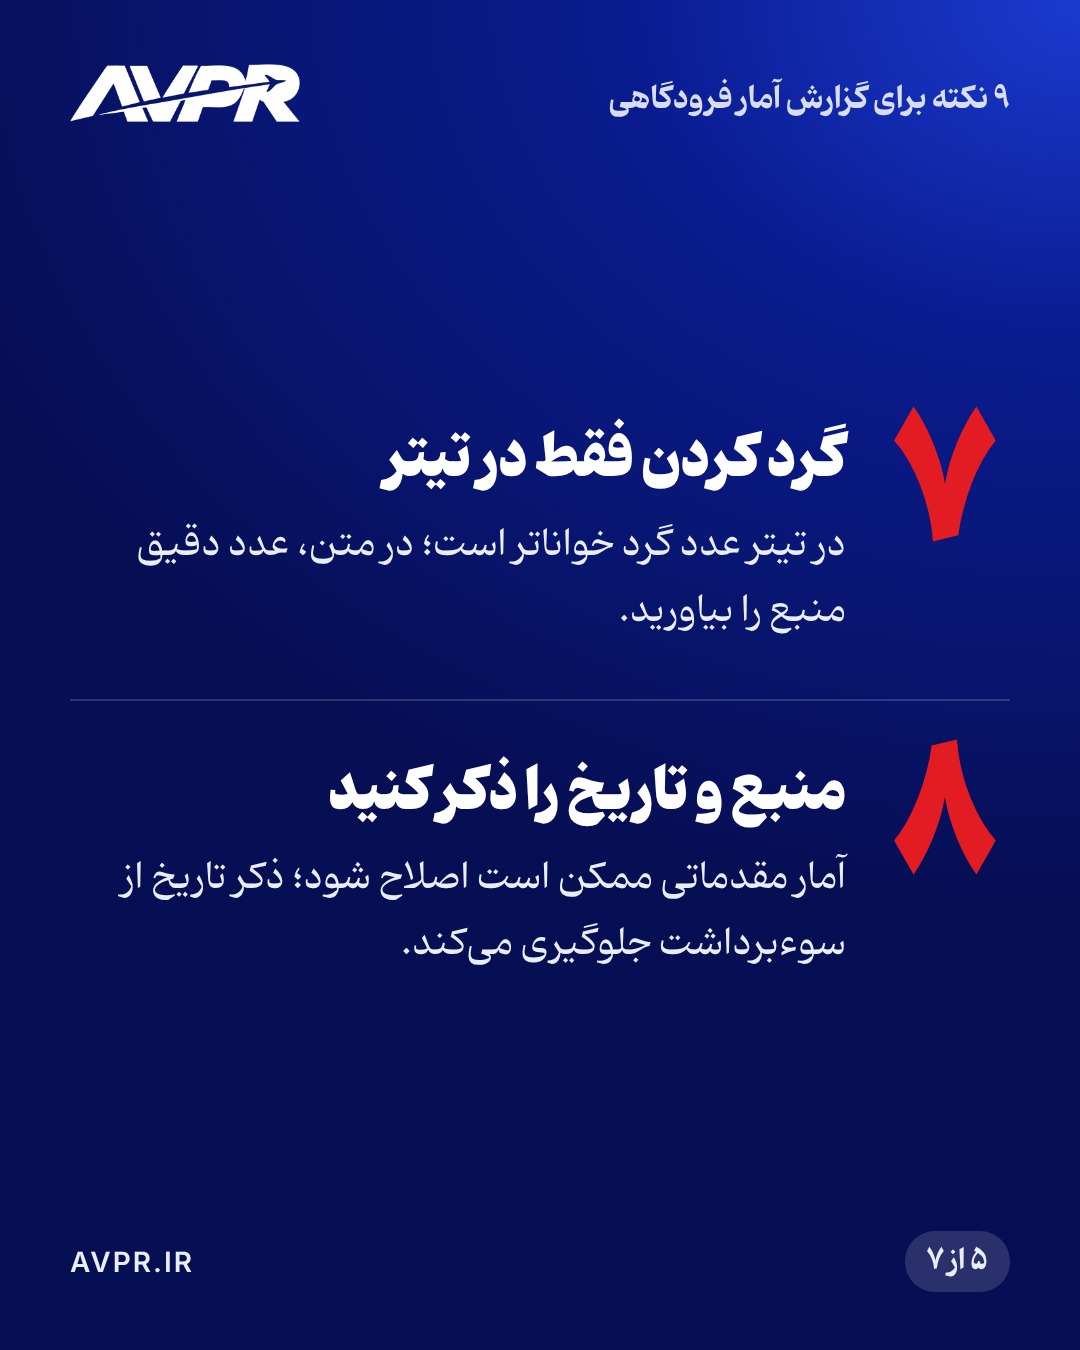 ۹ نکته برای گزارش آمار فرودگاهی
AVPR
۷
گرد کردن فقط در تیتر
در تیتر عدد گرد خواناتر است؛ در متن، عدد دقیق
منبع را بیاورید.
۸
منبع و تاریخ را ذکر کنید
آمار مقدماتی ممکن است اصلاح شود؛ ذکر تاریخ از
سوءبرداشت جلوگیری می‌کند.
۵ از ۷
AVPR.IR